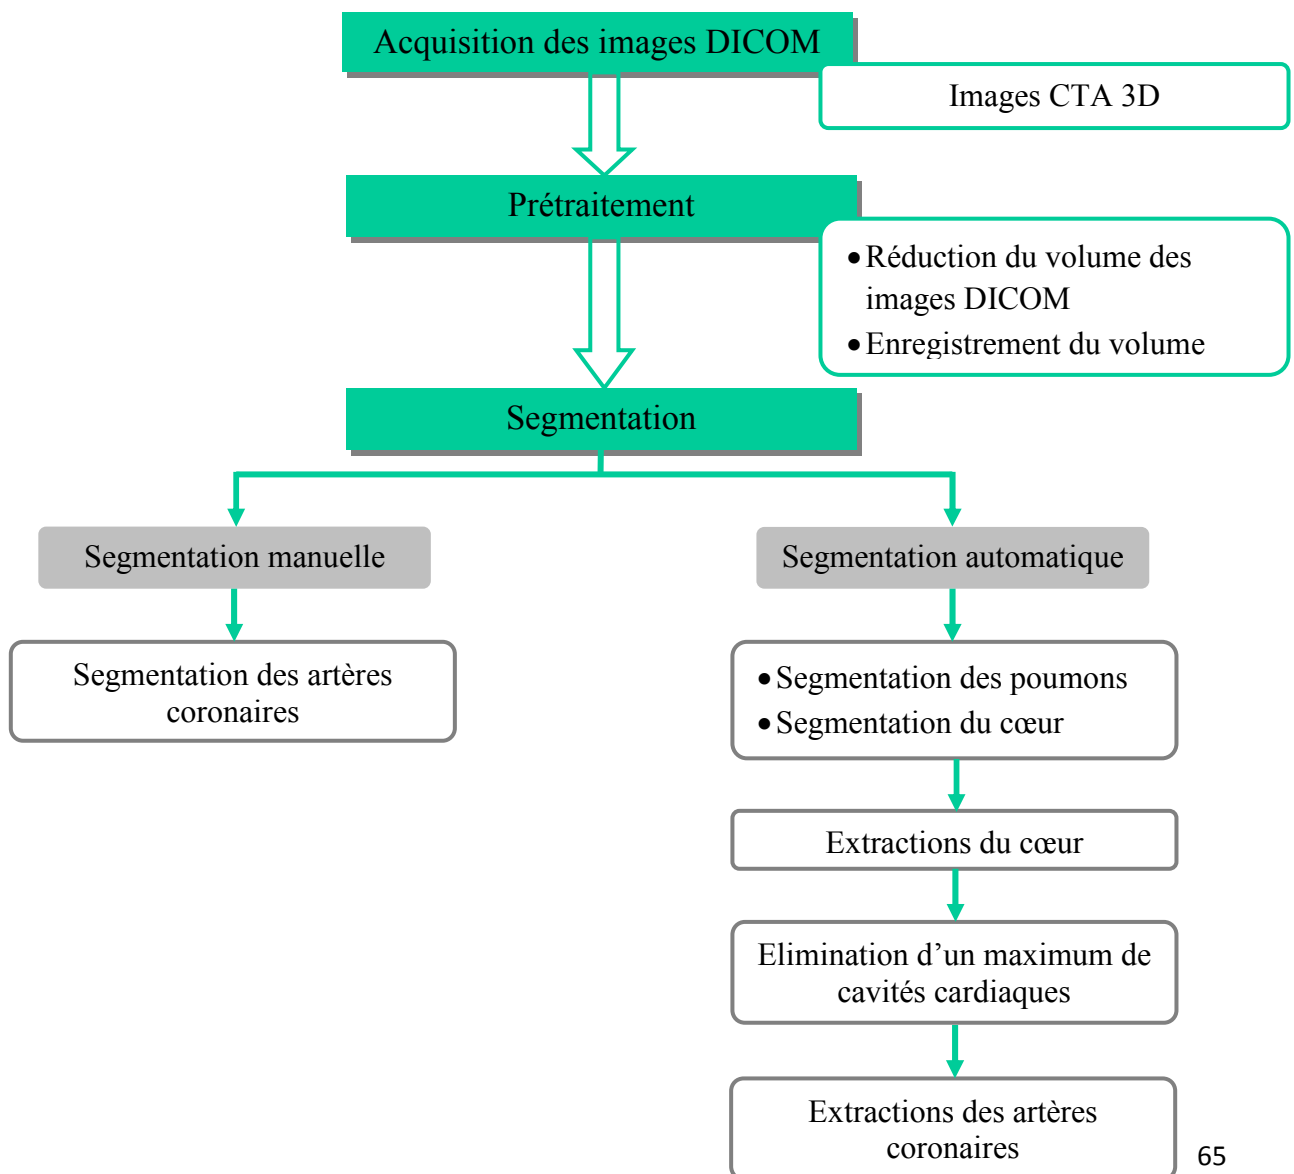 Acquisition des images DICOM
Images CTA 3D
Prétraitement
•Réduction du volume des
images DICOM
•Enregistrement du volume
Segmentation
Segmentation manuelle
Segmentation automatique
Segmentation des artères
coronaires
•Segmentation des poumons
•Segmentation du cœur
Extractions du cœur
Elimination d’un maximum de
cavités cardiaques
Extractions des artères
coronaires
65